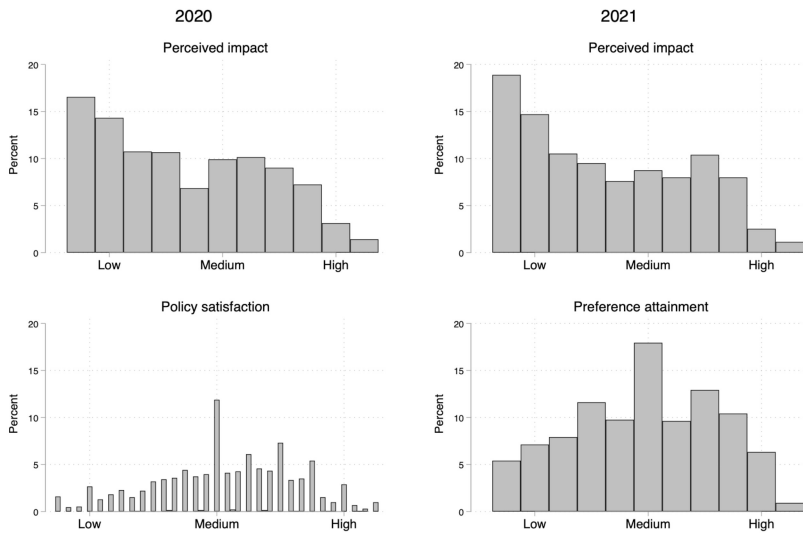 2020
2021
Perceived impact
Perceived impact
20
15
10
5
0
Percent
Low
Medium
High
20
15
10
5
0
Percent
Low
Medium
High
Policy satisfaction
Preference attainment
20
15
10
5
0
Percent
Low
Medium
High
20
15
10
5
0
Percent
Low
Medium
High